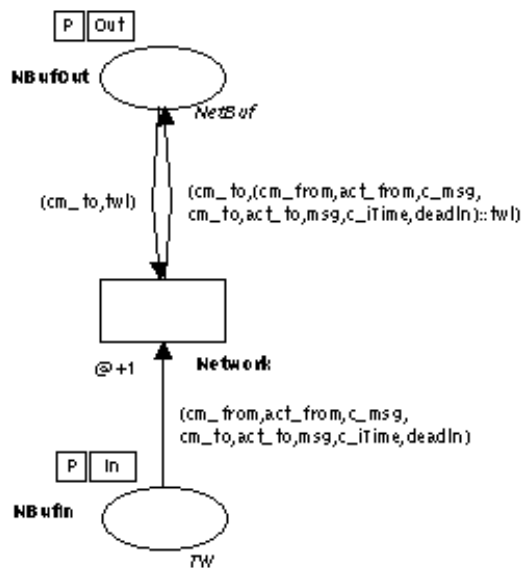 P Out
NBufOut
NetBuf
(cm_to,twl)
(cm_to,(cm_from,act_from,c_msg,
cm_to,act_to,msg,c_iTime,deadln)::twl)
@+1
Network
(cm_from,act_from,c_msg,
cm_to,act_to,msg,c_iTime,deadln)
P In
NBufIn
TW